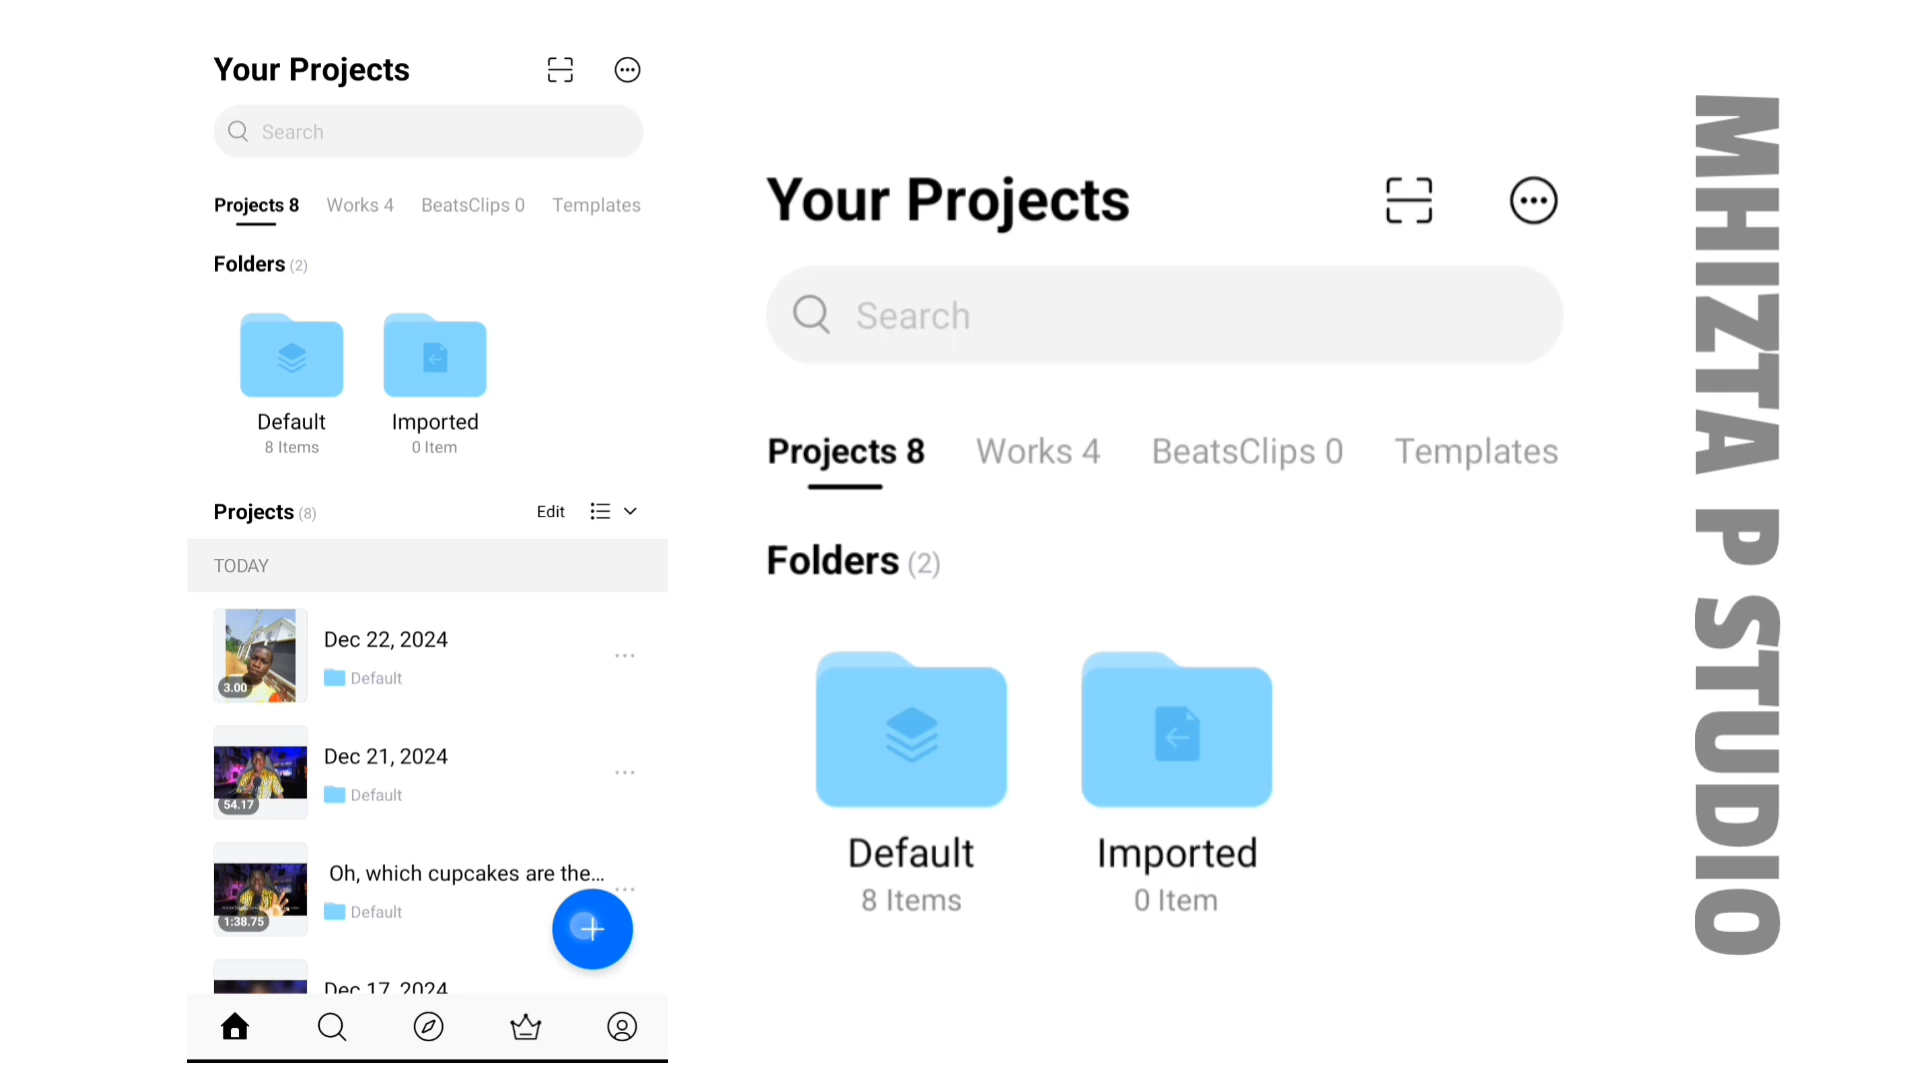 Your Projects
Search
Projects 8 Works 4 BeatsClips 0 Templates
Folders (2)
Default Imported
8 Items 0 Item
Projects (8) Edit
TODAY
Dec 22, 2024
Default
3.00
Dec 21, 2024
Default
54.17
Oh, which cupcakes are the...
Default
1:38.75
Dec 17, 2024
Your Projects
Search
Projects 8 Works 4 BeatsClips 0 Templates
Folders (2)
Default Imported
8 Items 0 Item
MHIZTA P STUDIO